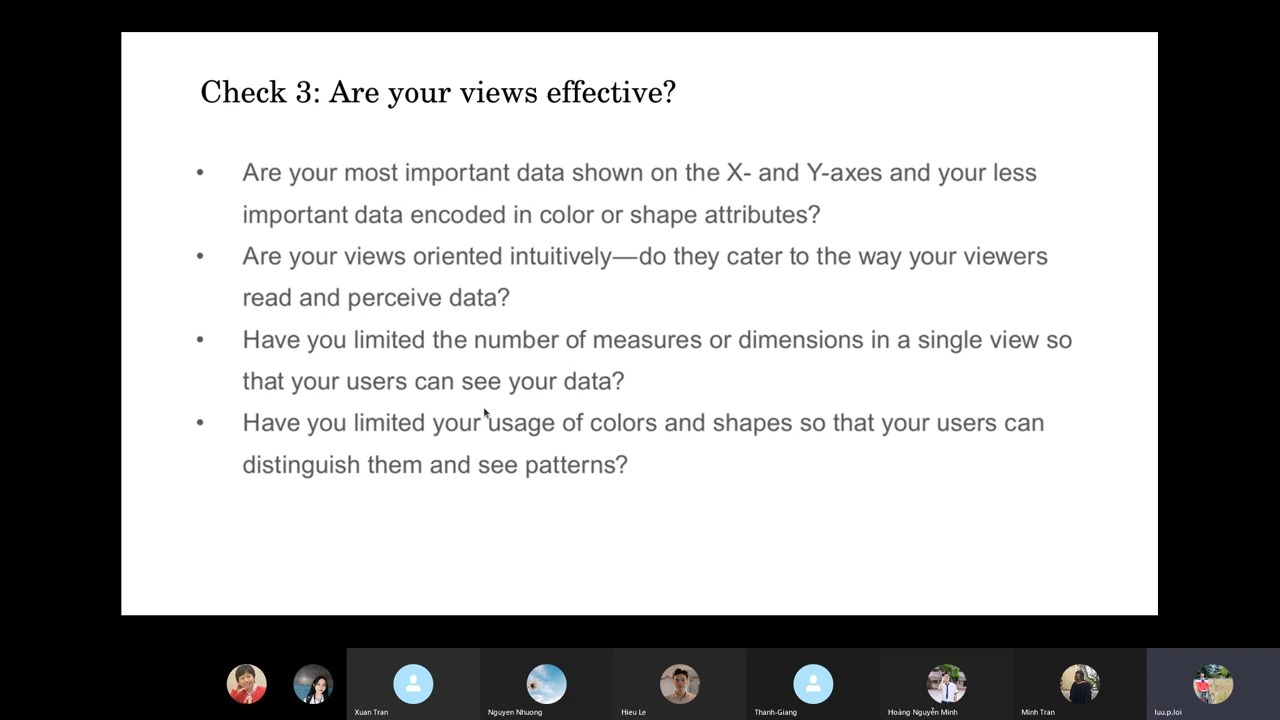 Check 3: Are your views effective?
• Are your most important data shown on the X- and Y-axes and your less
important data encoded in color or shape attributes?
• Are your views oriented intuitively—do they cater to the way your viewers
read and perceive data?
• Have you limited the number of measures or dimensions in a single view so
that your users can see your data?
• Have you limited your usage of colors and shapes so that your users can
distinguish them and see patterns?
Xuan Tran
Nguyen Nhuong
Hieu Le
Thanh-Giang
Hoàng Nguyễn Minh
Minh Tran
luu.p.loi